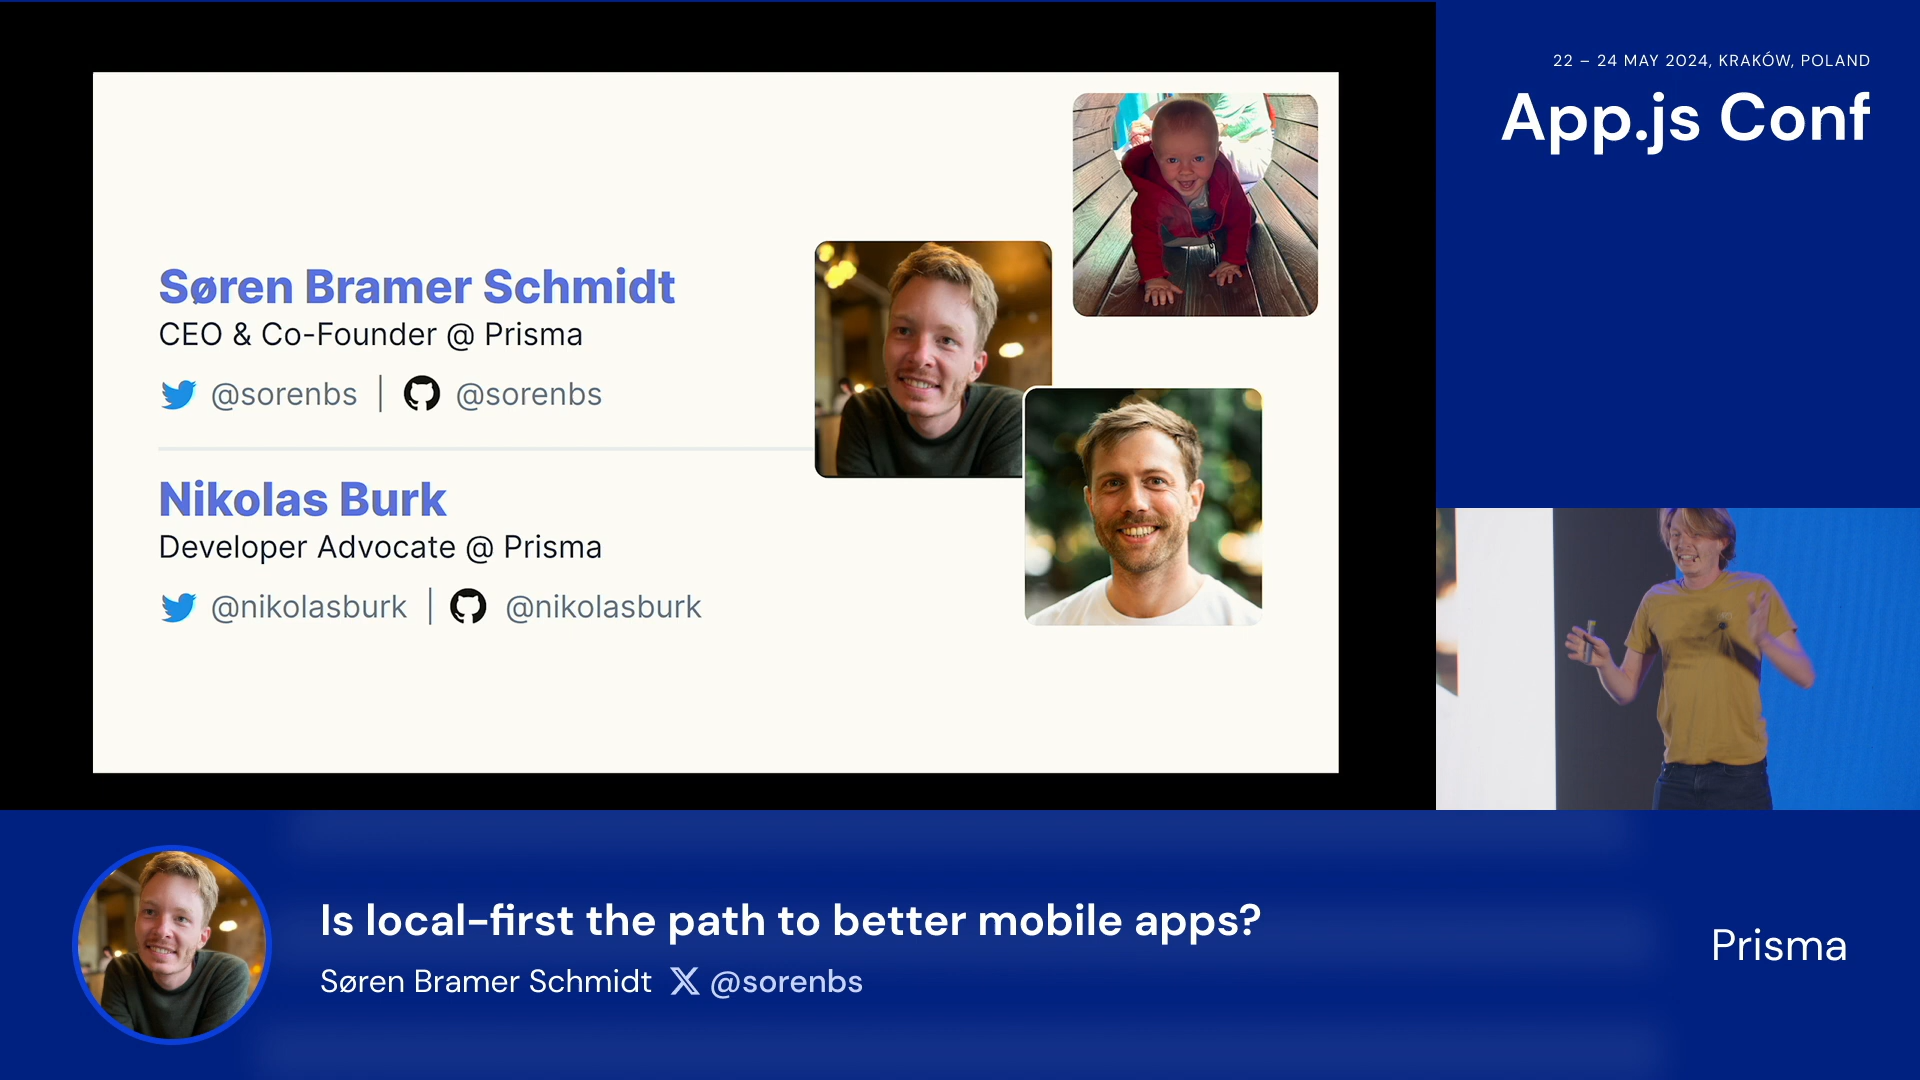 22 – 24 MAY 2024, KRAKÓW, POLAND
App.js Conf
Søren Bramer Schmidt
CEO & Co-Founder @ Prisma
@sorenbs | @sorenbs
Nikolas Burk
Developer Advocate @ Prisma
@nikolasburk | @nikolasburk
Is local-first the path to better mobile apps?
Søren Bramer Schmidt X @sorenbs
Prisma